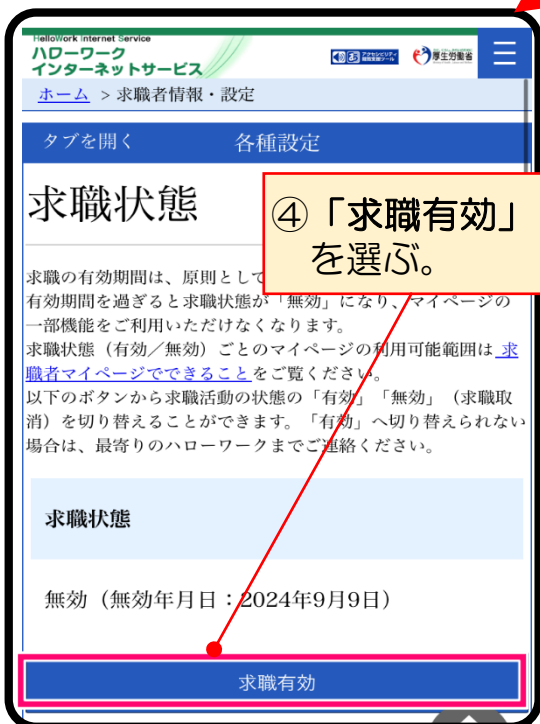 HelloWork Internet Service
ハローワーク
インターネットサービス
厚生労働省
ホーム > 求職者情報・設定
タブを開く
各種設定
求職状態
④「求職有効」
を選ぶ。
求職の有効期間は、原則として
有効期間を過ぎると求職状態が「無効」になり、マイページの
一部機能をご利用いただけなくなります。
求職状態（有効／無効）ごとのマイページの利用可能範囲は 求
職者マイページでできること をご覧ください。
以下のボタンから求職活動の状態の「有効」「無効」（求職取
消）を切り替えることができます。「有効」へ切り替えられない
場合は、最寄りのハローワークまでご連絡ください。
求職状態
無効（無効年月日：2024年9月9日）
求職有効